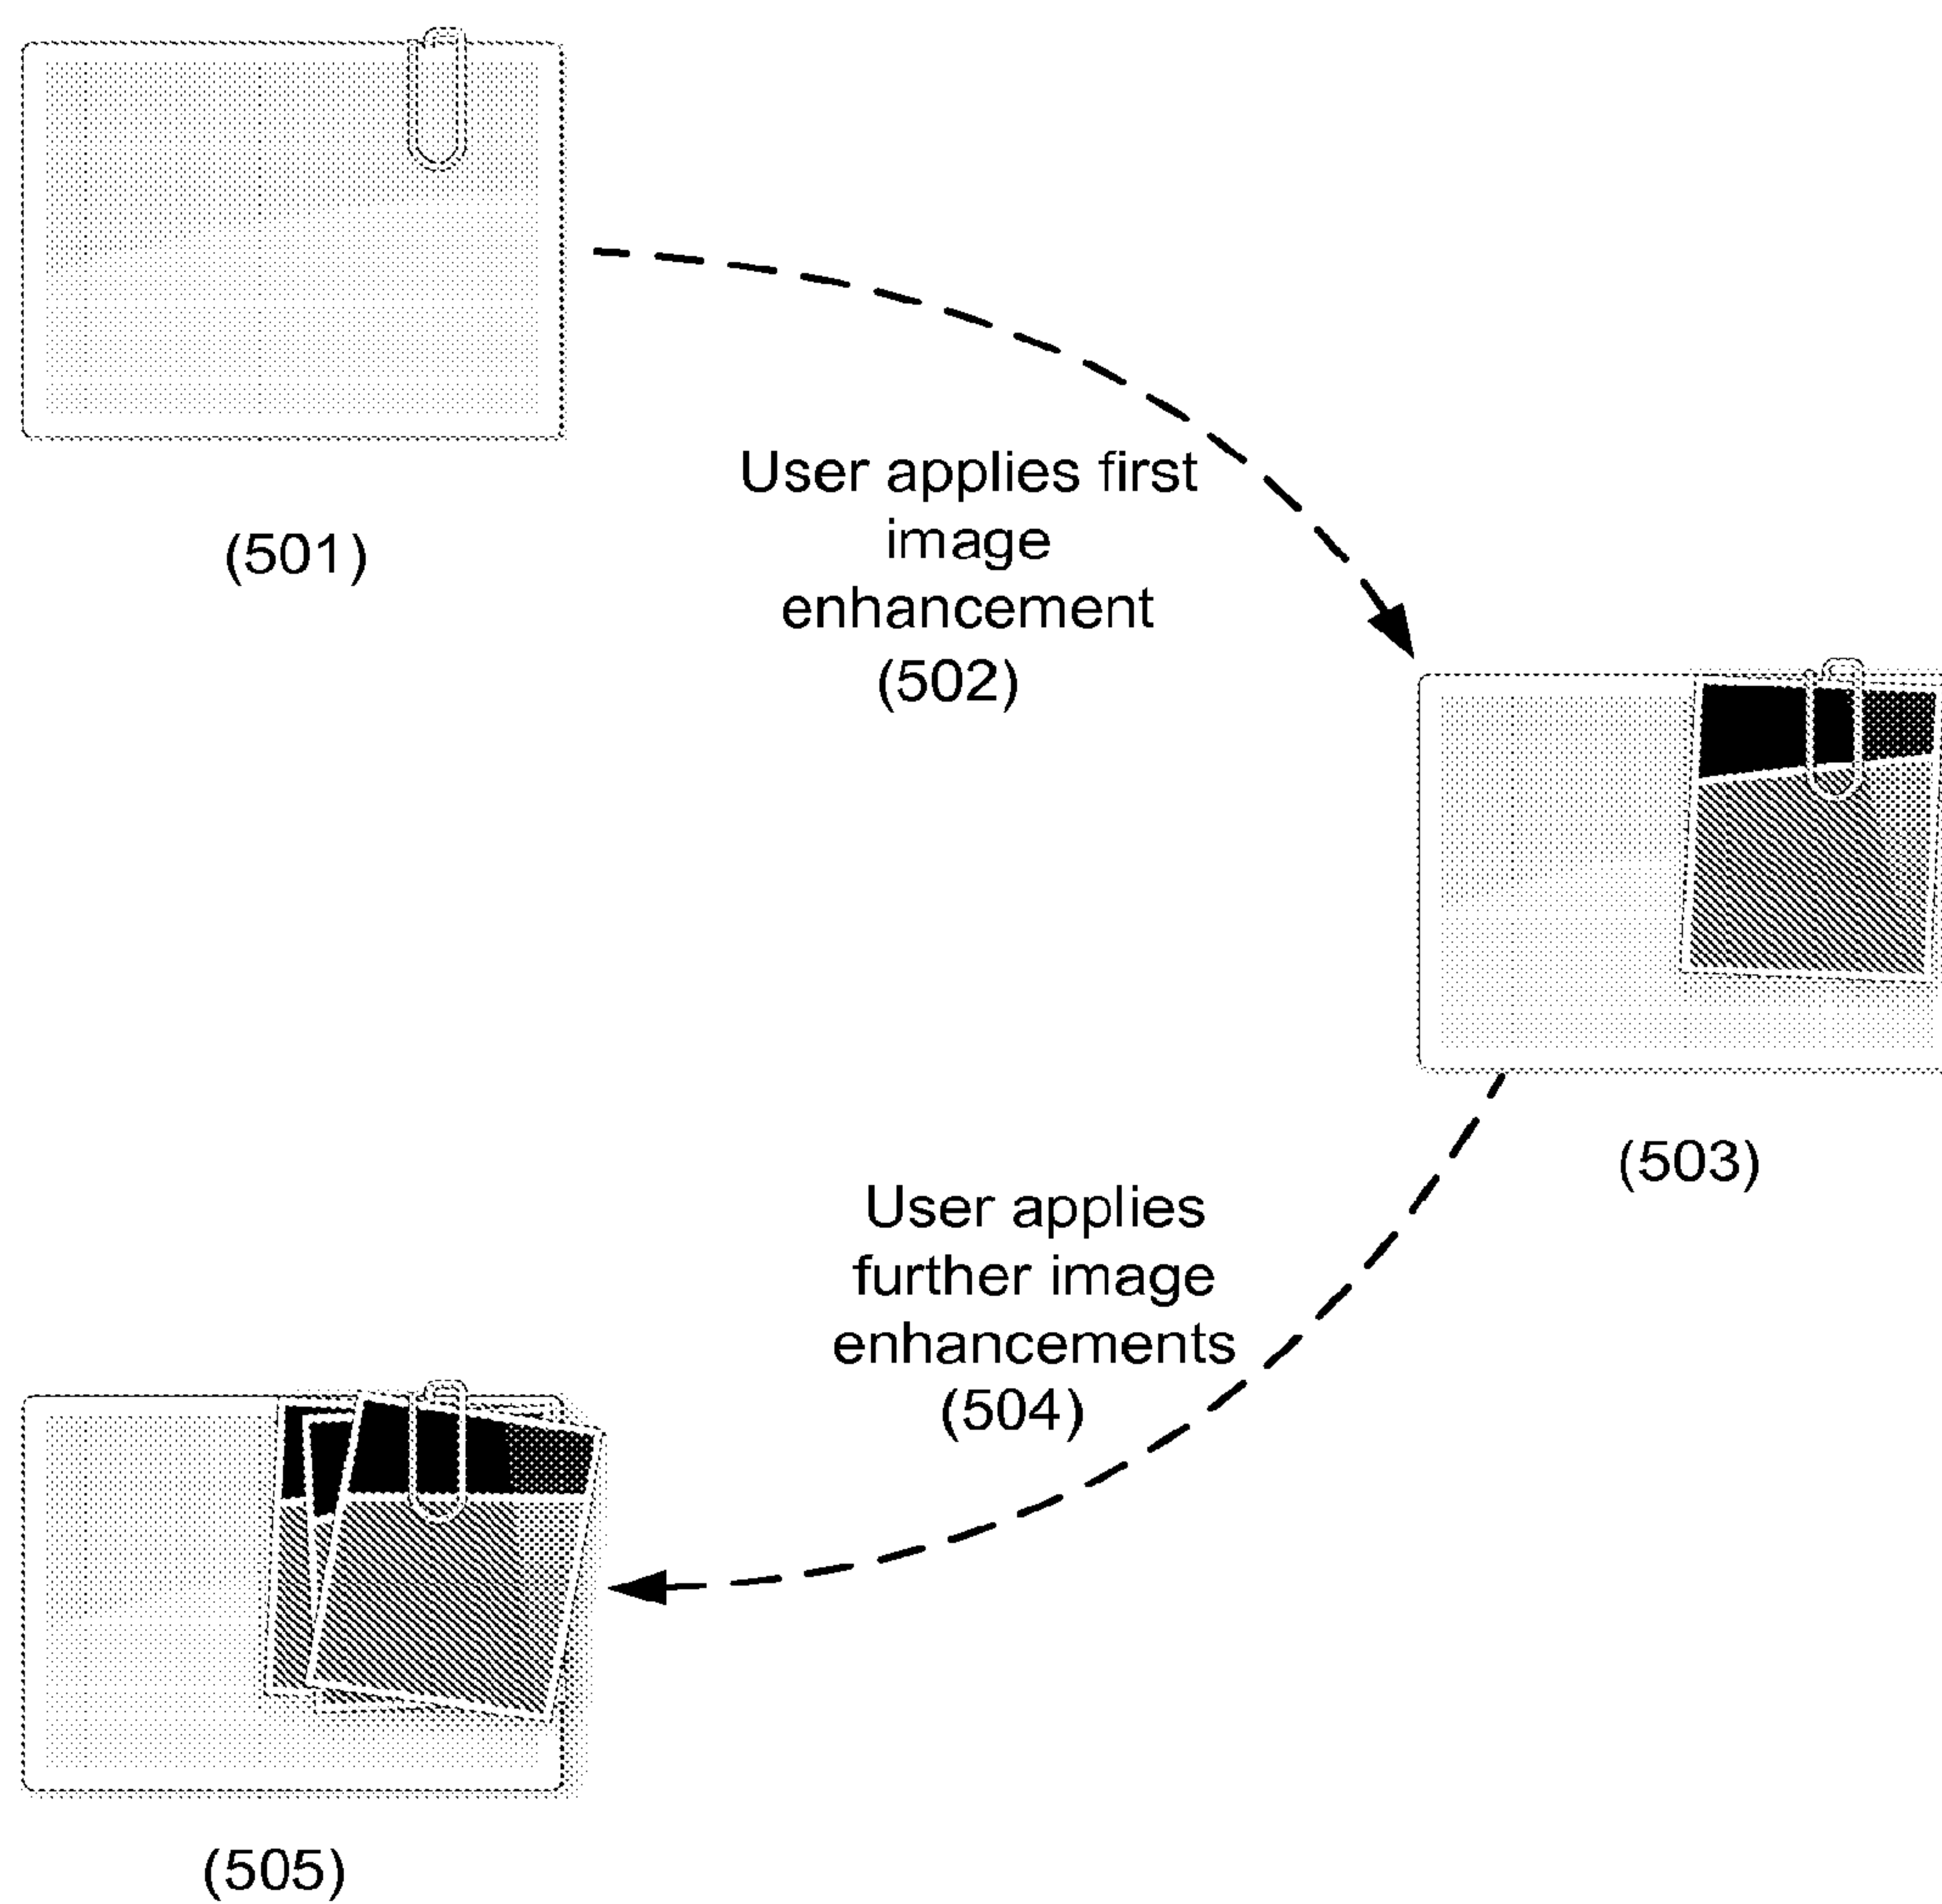 (501)
User applies first
image
enhancement
(502)
(503)
User applies
further image
enhancements
(504)
(505)